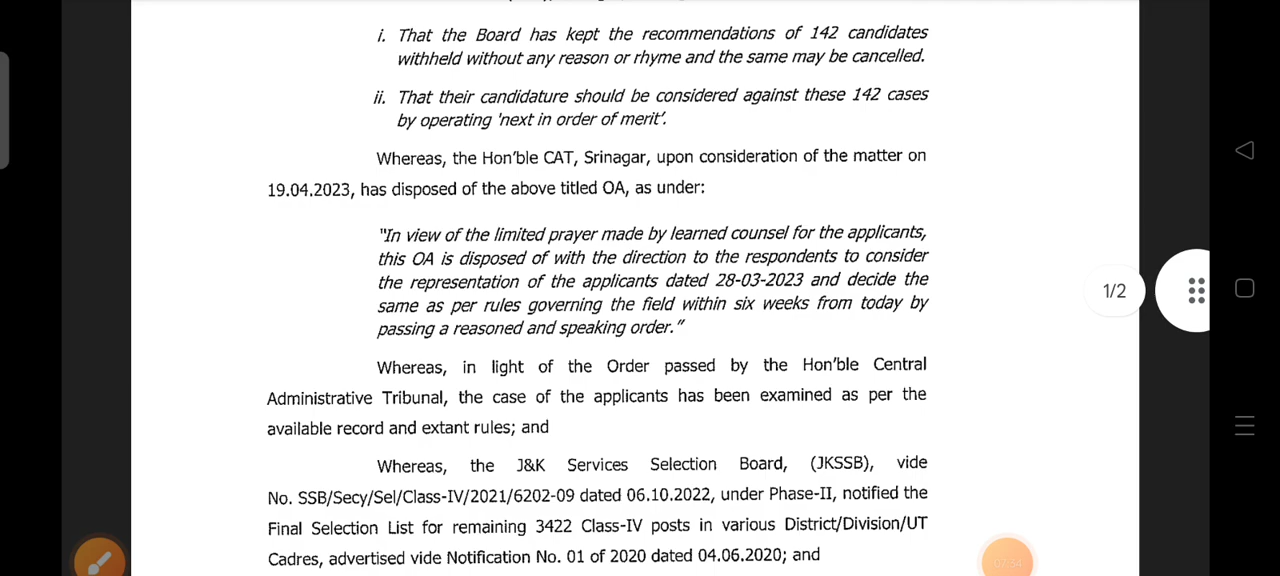 i. That the Board has kept the recommendations of 142 candidates
withheld without any reason or rhyme and the same may be cancelled.
ii. That their candidature should be considered against these 142 cases
by operating 'next in order of merit'.
Whereas, the Hon'ble CAT, Srinagar, upon consideration of the matter on
19.04.2023, has disposed of the above titled OA, as under:
"In view of the limited prayer made by learned counsel for the applicants,
this OA is disposed of with the direction to the respondents to consider
the representation of the applicants dated 28-03-2023 and decide the
same as per rules governing the field within six weeks from today by
passing a reasoned and speaking order."
1/2
Whereas, in light of the Order passed by the Hon'ble Central
Administrative Tribunal, the case of the applicants has been examined as per the
available record and extant rules; and
Whereas, the J&K Services Selection Board, (JKSSB), vide
No. SSB/Secy/Sel/Class-IV/2021/6202-09 dated 06.10.2022, under Phase-II, notified the
Final Selection List for remaining 3422 Class-IV posts in various District/Division/UT
Cadres, advertised vide Notification No. 01 of 2020 dated 04.06.2020; and